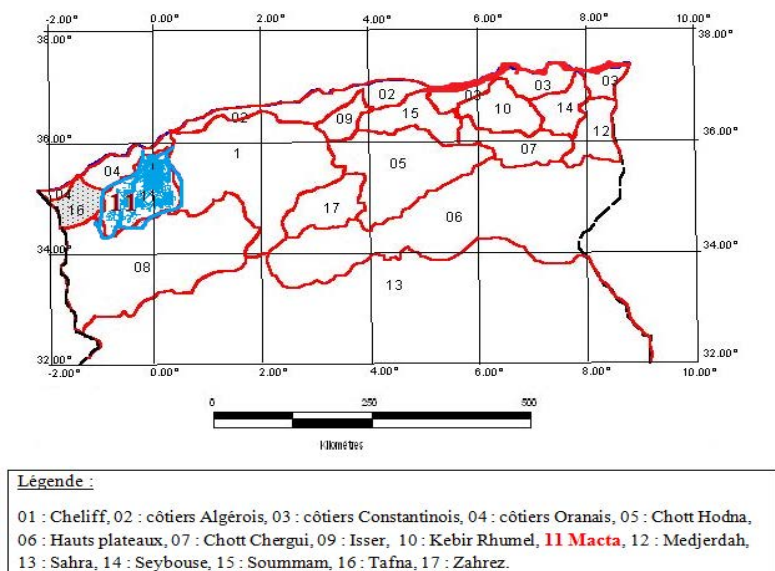 -2.00° 0.00° 2.00° 4.00° 6.00° 8.00° 10.00°
38.00° 38.00°
02 03 03
02 09 15 03 10 14
36.00° 12 36.00°
04 1 07
05
04 11
16 17
06
34.00° 34.00°
08
13
32.00° 32.00°
-2.00° 0.00° 2.00° 4.00° 6.00° 8.00° 10.00°
0 250 500
Kilométres
Légende :
01 : Cheliff, 02 : côtiers Algérois, 03 : côtiers Constantinois, 04 : côtiers Oranais, 05 : Chott Hodna,
06 : Hauts plateaux, 07 : Chott Chergui, 09 : Isser, 10 : Kebir Rhumel, 11 Macta, 12 : Medjerdah,
13 : Sahra, 14 : Seybouse, 15 : Soummam, 16 : Tafna, 17 : Zahrez.